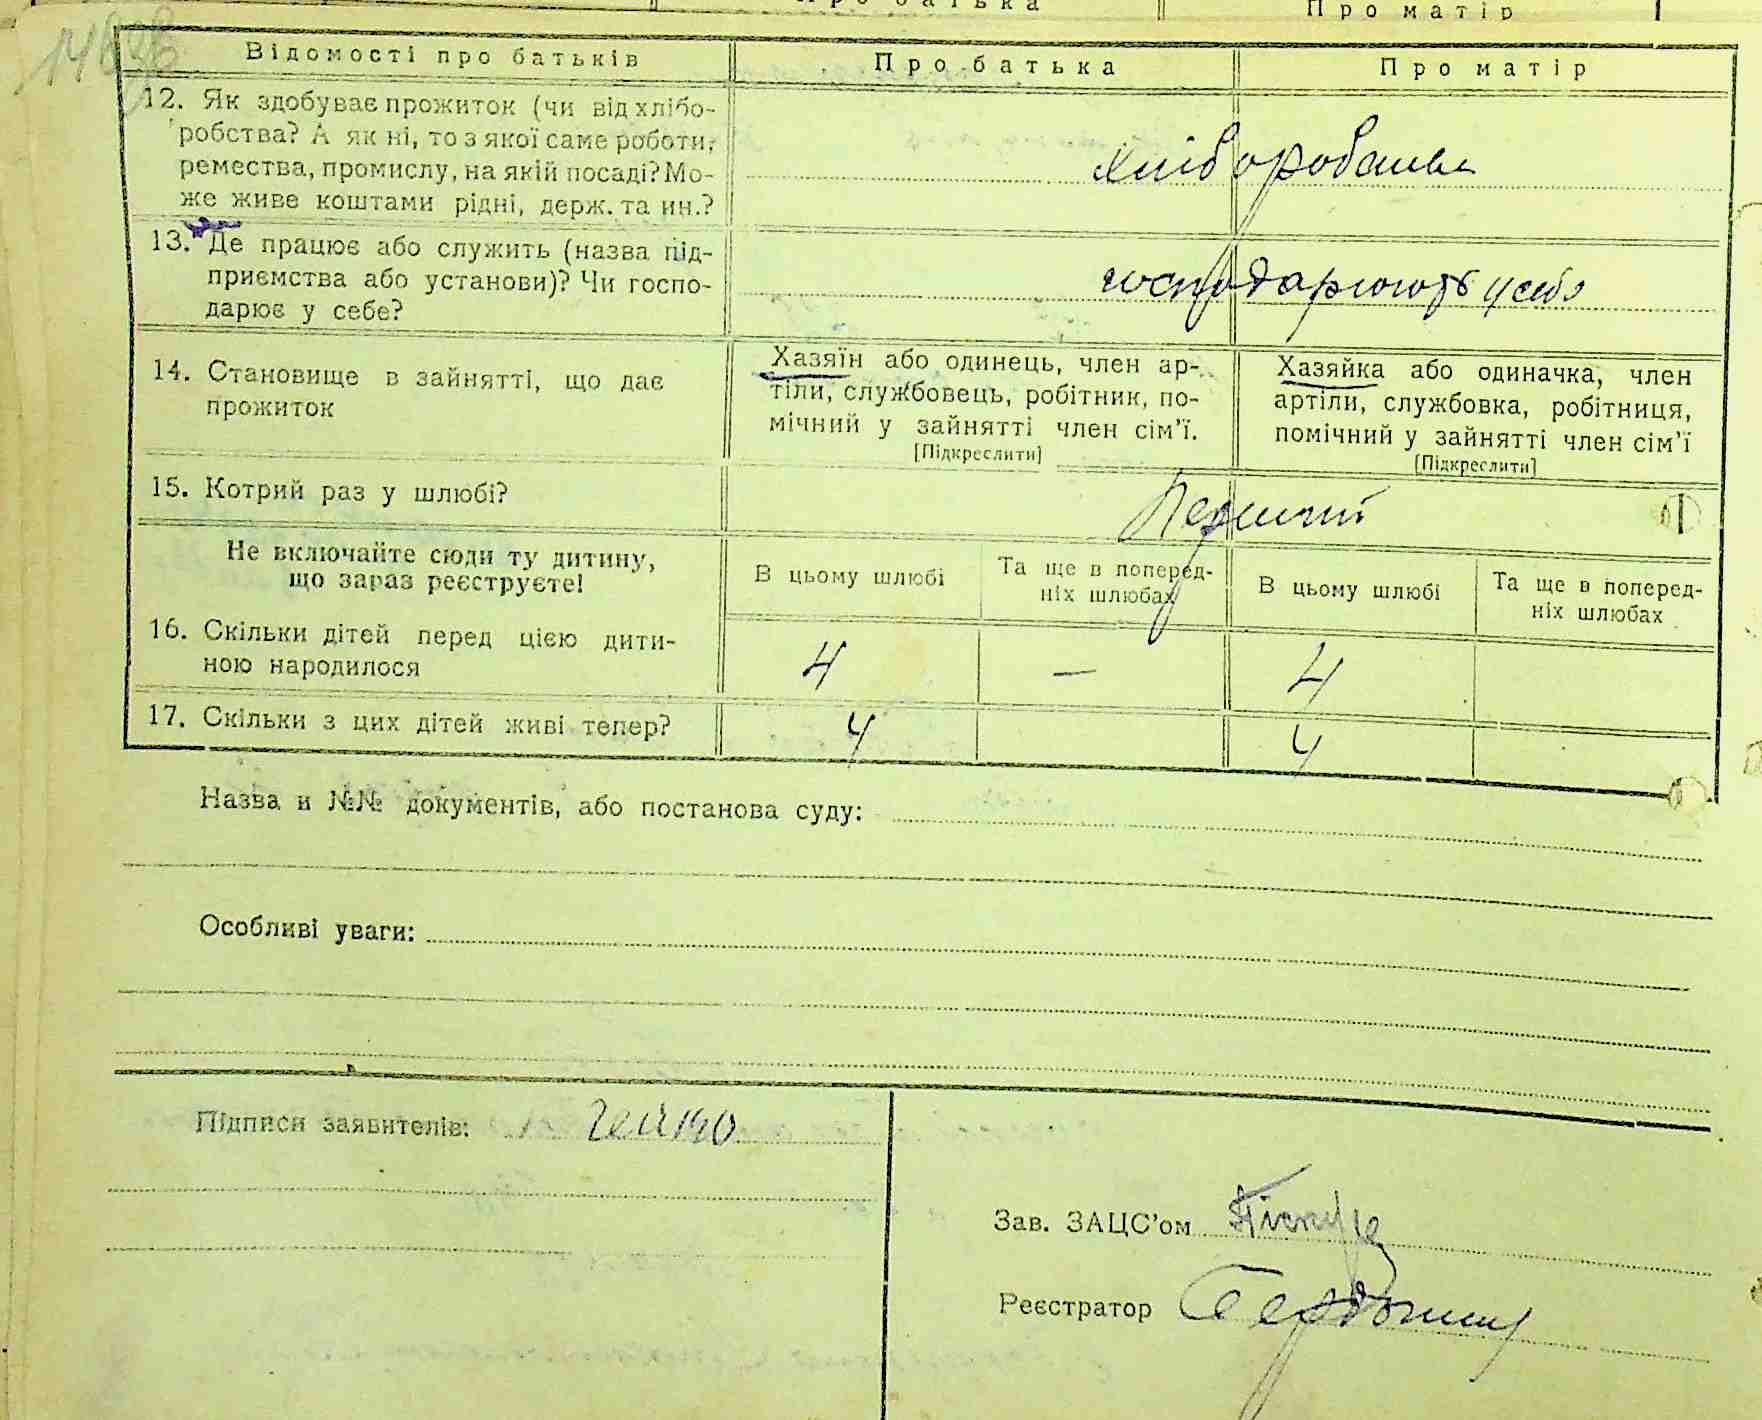 Про батька Про матір
Відомості про батьків Про батька Про матір
12. Як здобуває прожиток (чи від хлібо-
робства? А як ні, то з якої саме роботи,
ремества, промислу, на якій посаді? Мо-
же живе коштами рідні, держ. та ин.?
13. Де працює або служить (назва під-
приємства або установи)? Чи госпо-
дарює у себе?
господарюють у себе
14. Становище в зайнятті, що дає
прожиток
Хазяїн або одинець, член ар-
тіли, службовець, робітник, по-
мічний у зайнятті член сім’ї.
[Підкреслити]
Хазяйка або одиначка, член
артіли, службовка, робітниця,
помічний у зайнятті член сім’ї
[Підкреслити]
15. Котрий раз у шлюбі?
Не включайте сюди ту дитину,
що зараз реєструєте!
В цьому шлюбі
Та ще в поперед-
ніх шлюбах
В цьому шлюбі
Та ще в поперед-
ніх шлюбах
16. Скільки дітей перед цією дити-
ною народилося
4 — 4
17. Скільки з цих дітей живі тепер? 4 4
Назва и №№ документів, або постанова суду:
Особливі уваги:
Підписи заявителів:
Зав. ЗАЦС’ом
Реєстратор